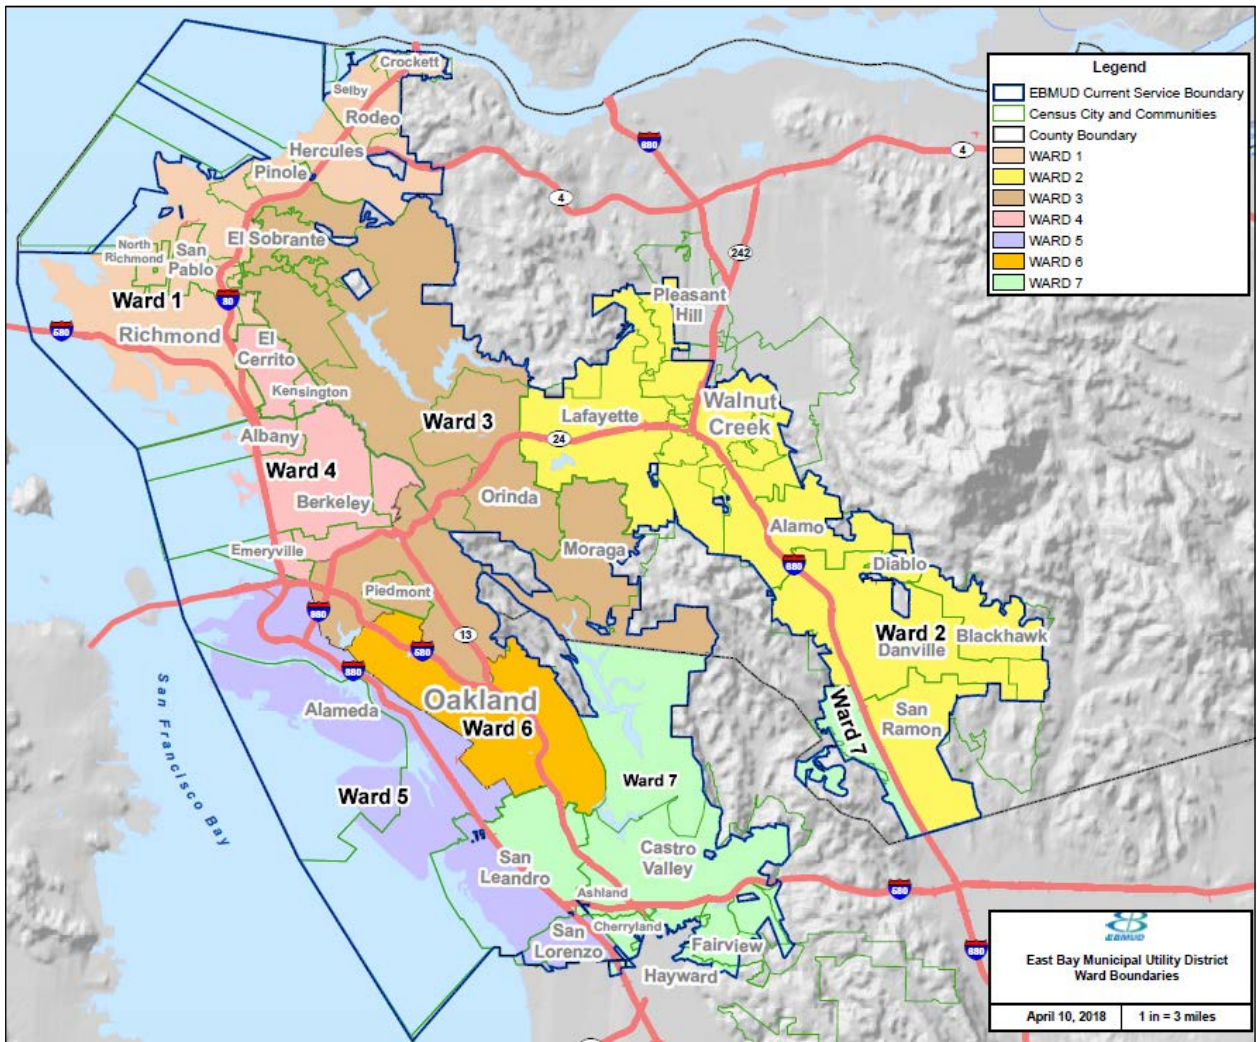 Legend
EBMUD Current Service Boundary
Census City and Communities
County Boundary
WARD 1
WARD 2
WARD 3
WARD 4
WARD 5
WARD 6
WARD 7
Crockett
Selby
Rodeo
Hercules
Pinole
4
4
680
242
El Sobrante
North
Richmond
San
Pablo
Ward 1
80
580
Richmond
El
Cerrito
Kensington
Albany
Ward 4
Berkeley
Emeryville
Ward 3
Pleasant
Hill
Lafayette
Walnut
Creek
24
Orinda
Moraga
Alamo
680
Diablo
Ward 2
Danville
Blackhawk
San
Ramon
Ward 7
Piedmont
13
Oakland
Ward 6
Alameda
Ward 5
San Francisco Bay
Ward 7
Castro
Valley
San
Leandro
Ashland
Cherryland
San
Lorenzo
Fairview
Hayward
EBMUD
East Bay Municipal Utility District
Ward Boundaries
April 10, 2018
1 in = 3 miles